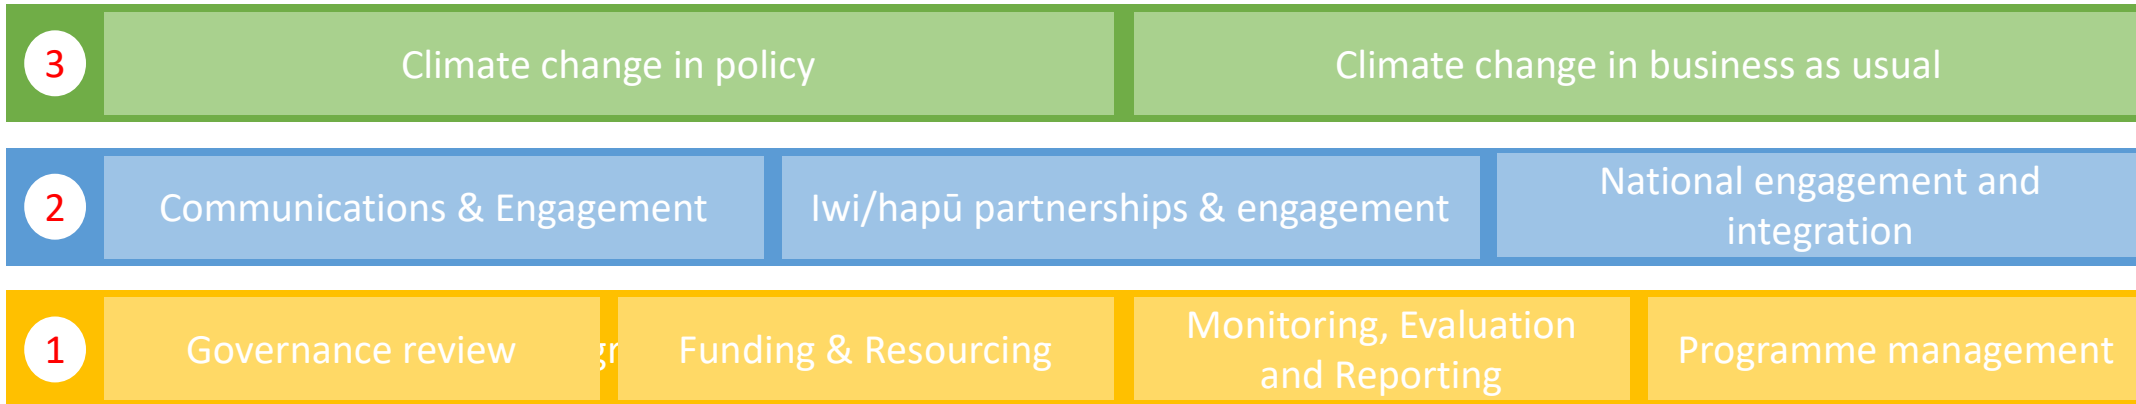 3
Climate change in policy
Climate change in business as usual
2
Communications & Engagement
Iwi/hapū partnerships & engagement
National engagement and
integration
1
Governance review
Funding & Resourcing
Monitoring, Evaluation
and Reporting
Programme management